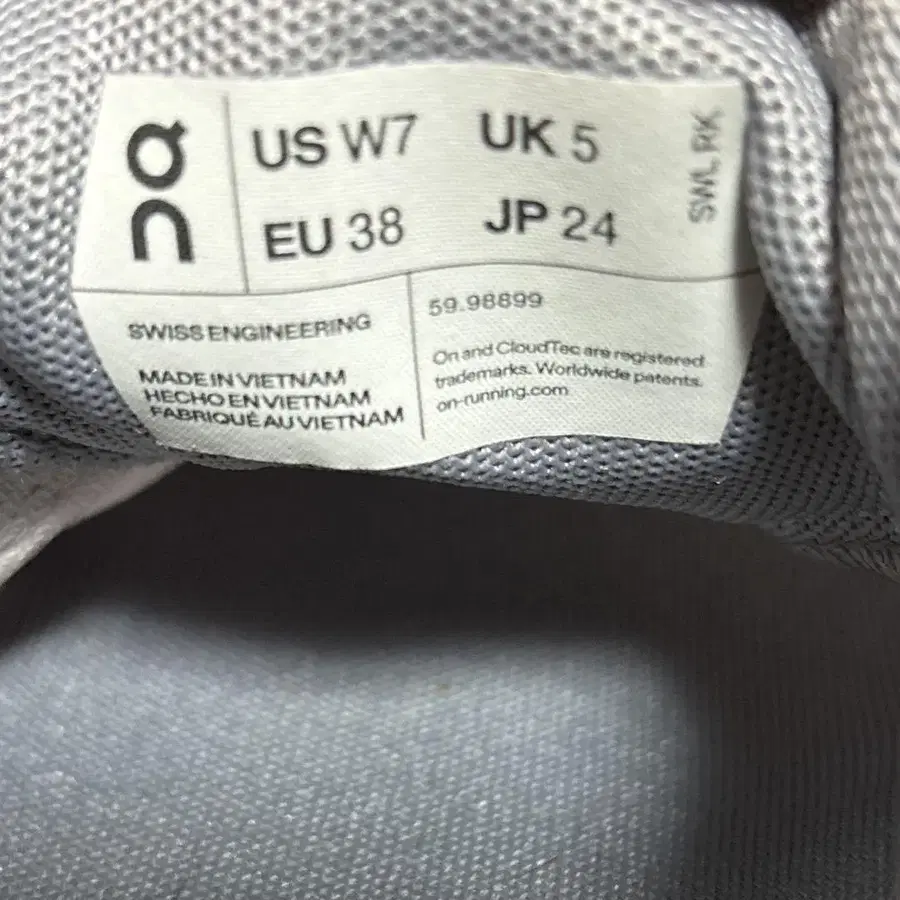 US W7 UK 5
EU 38 JP 24
SWL RK
SWISS ENGINEERING
MADE IN VIETNAM
HECHO EN VIETNAM
FABRIQUÉ AU VIETNAM
59.98899
On and CloudTec are registered
trademarks. Worldwide patents.
on-running.com